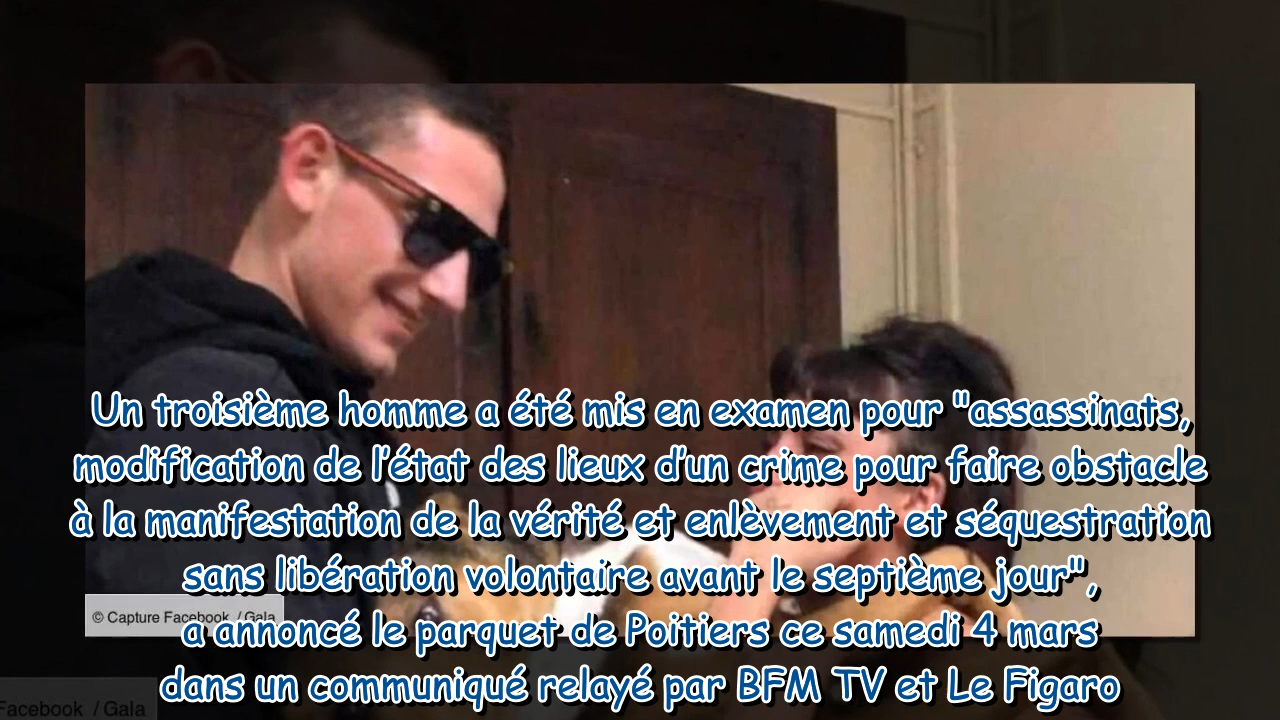 Un troisième homme a été mis en examen pour "assassinats,
modification de l'état des lieux d'un crime pour faire obstacle
à la manifestation de la vérité et enlèvement et séquestration
sans libération volontaire avant le septième jour",
© Capture Facebook / Gala
a annoncé le parquet de Poitiers ce samedi 4 mars
dans un communiqué relayé par BFM TV et Le Figaro
Facebook / Gala